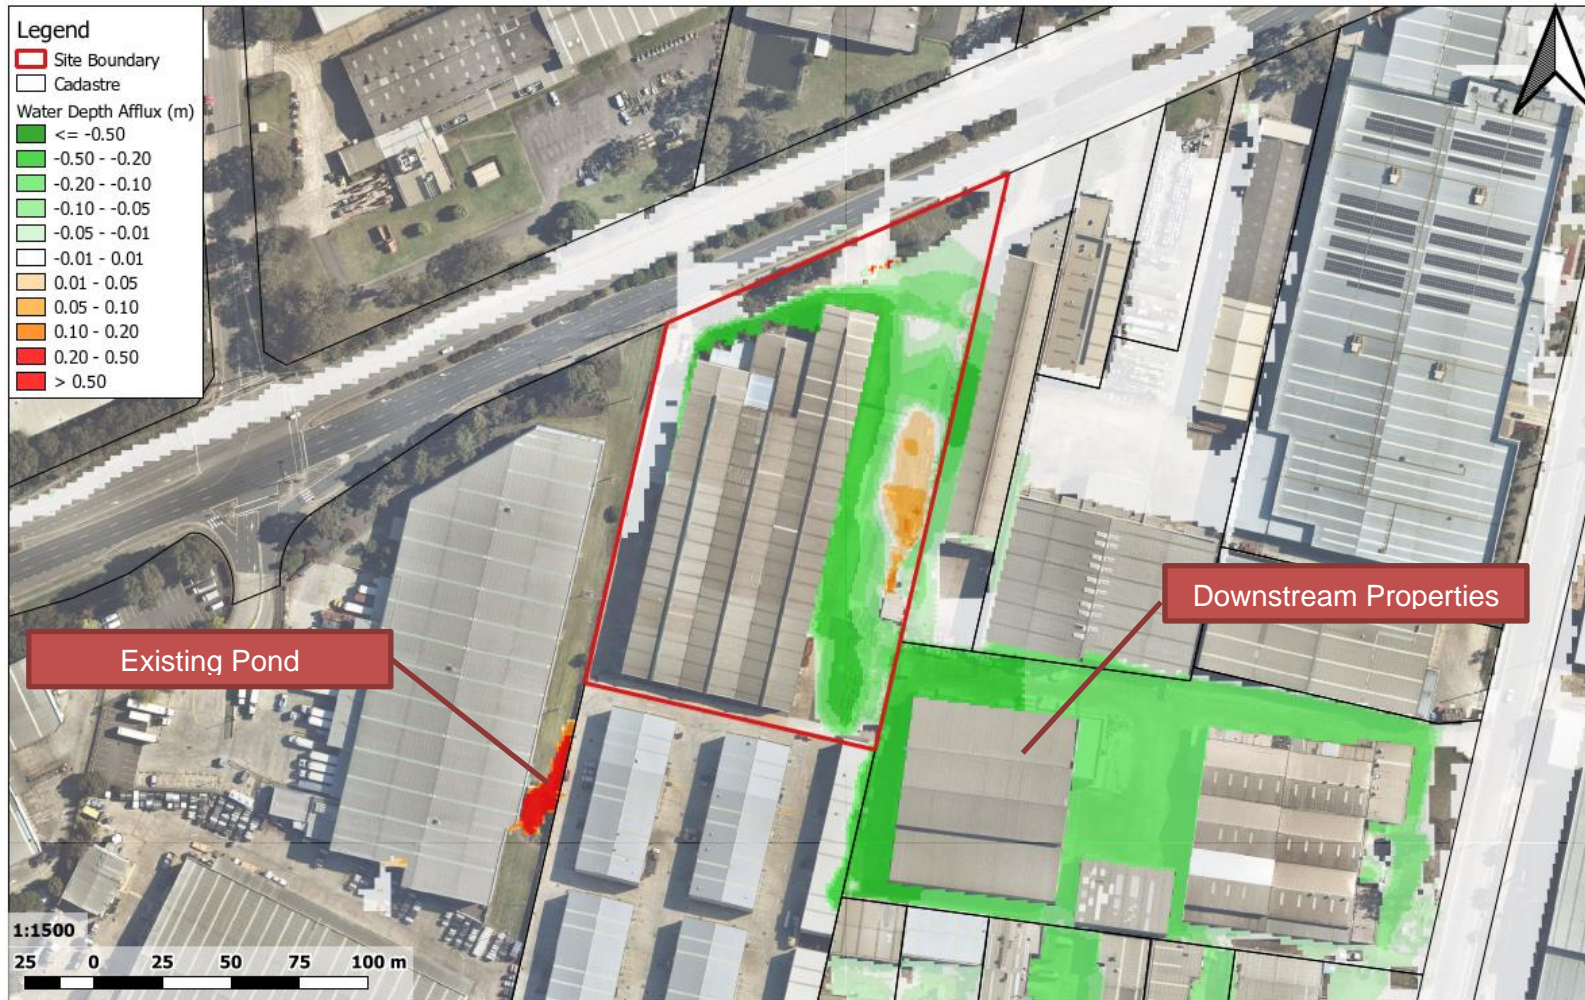 Legend
Site Boundary
Cadastre
Water Depth Afflux (m)
<= -0.50
-0.50 - -0.20
-0.20 - -0.10
-0.10 - -0.05
-0.05 - -0.01
-0.01 - 0.01
0.01 - 0.05
0.05 - 0.10
0.10 - 0.20
0.20 - 0.50
> 0.50
Downstream Properties
Existing Pond
1:1500
25 0 25 50 75 100 m